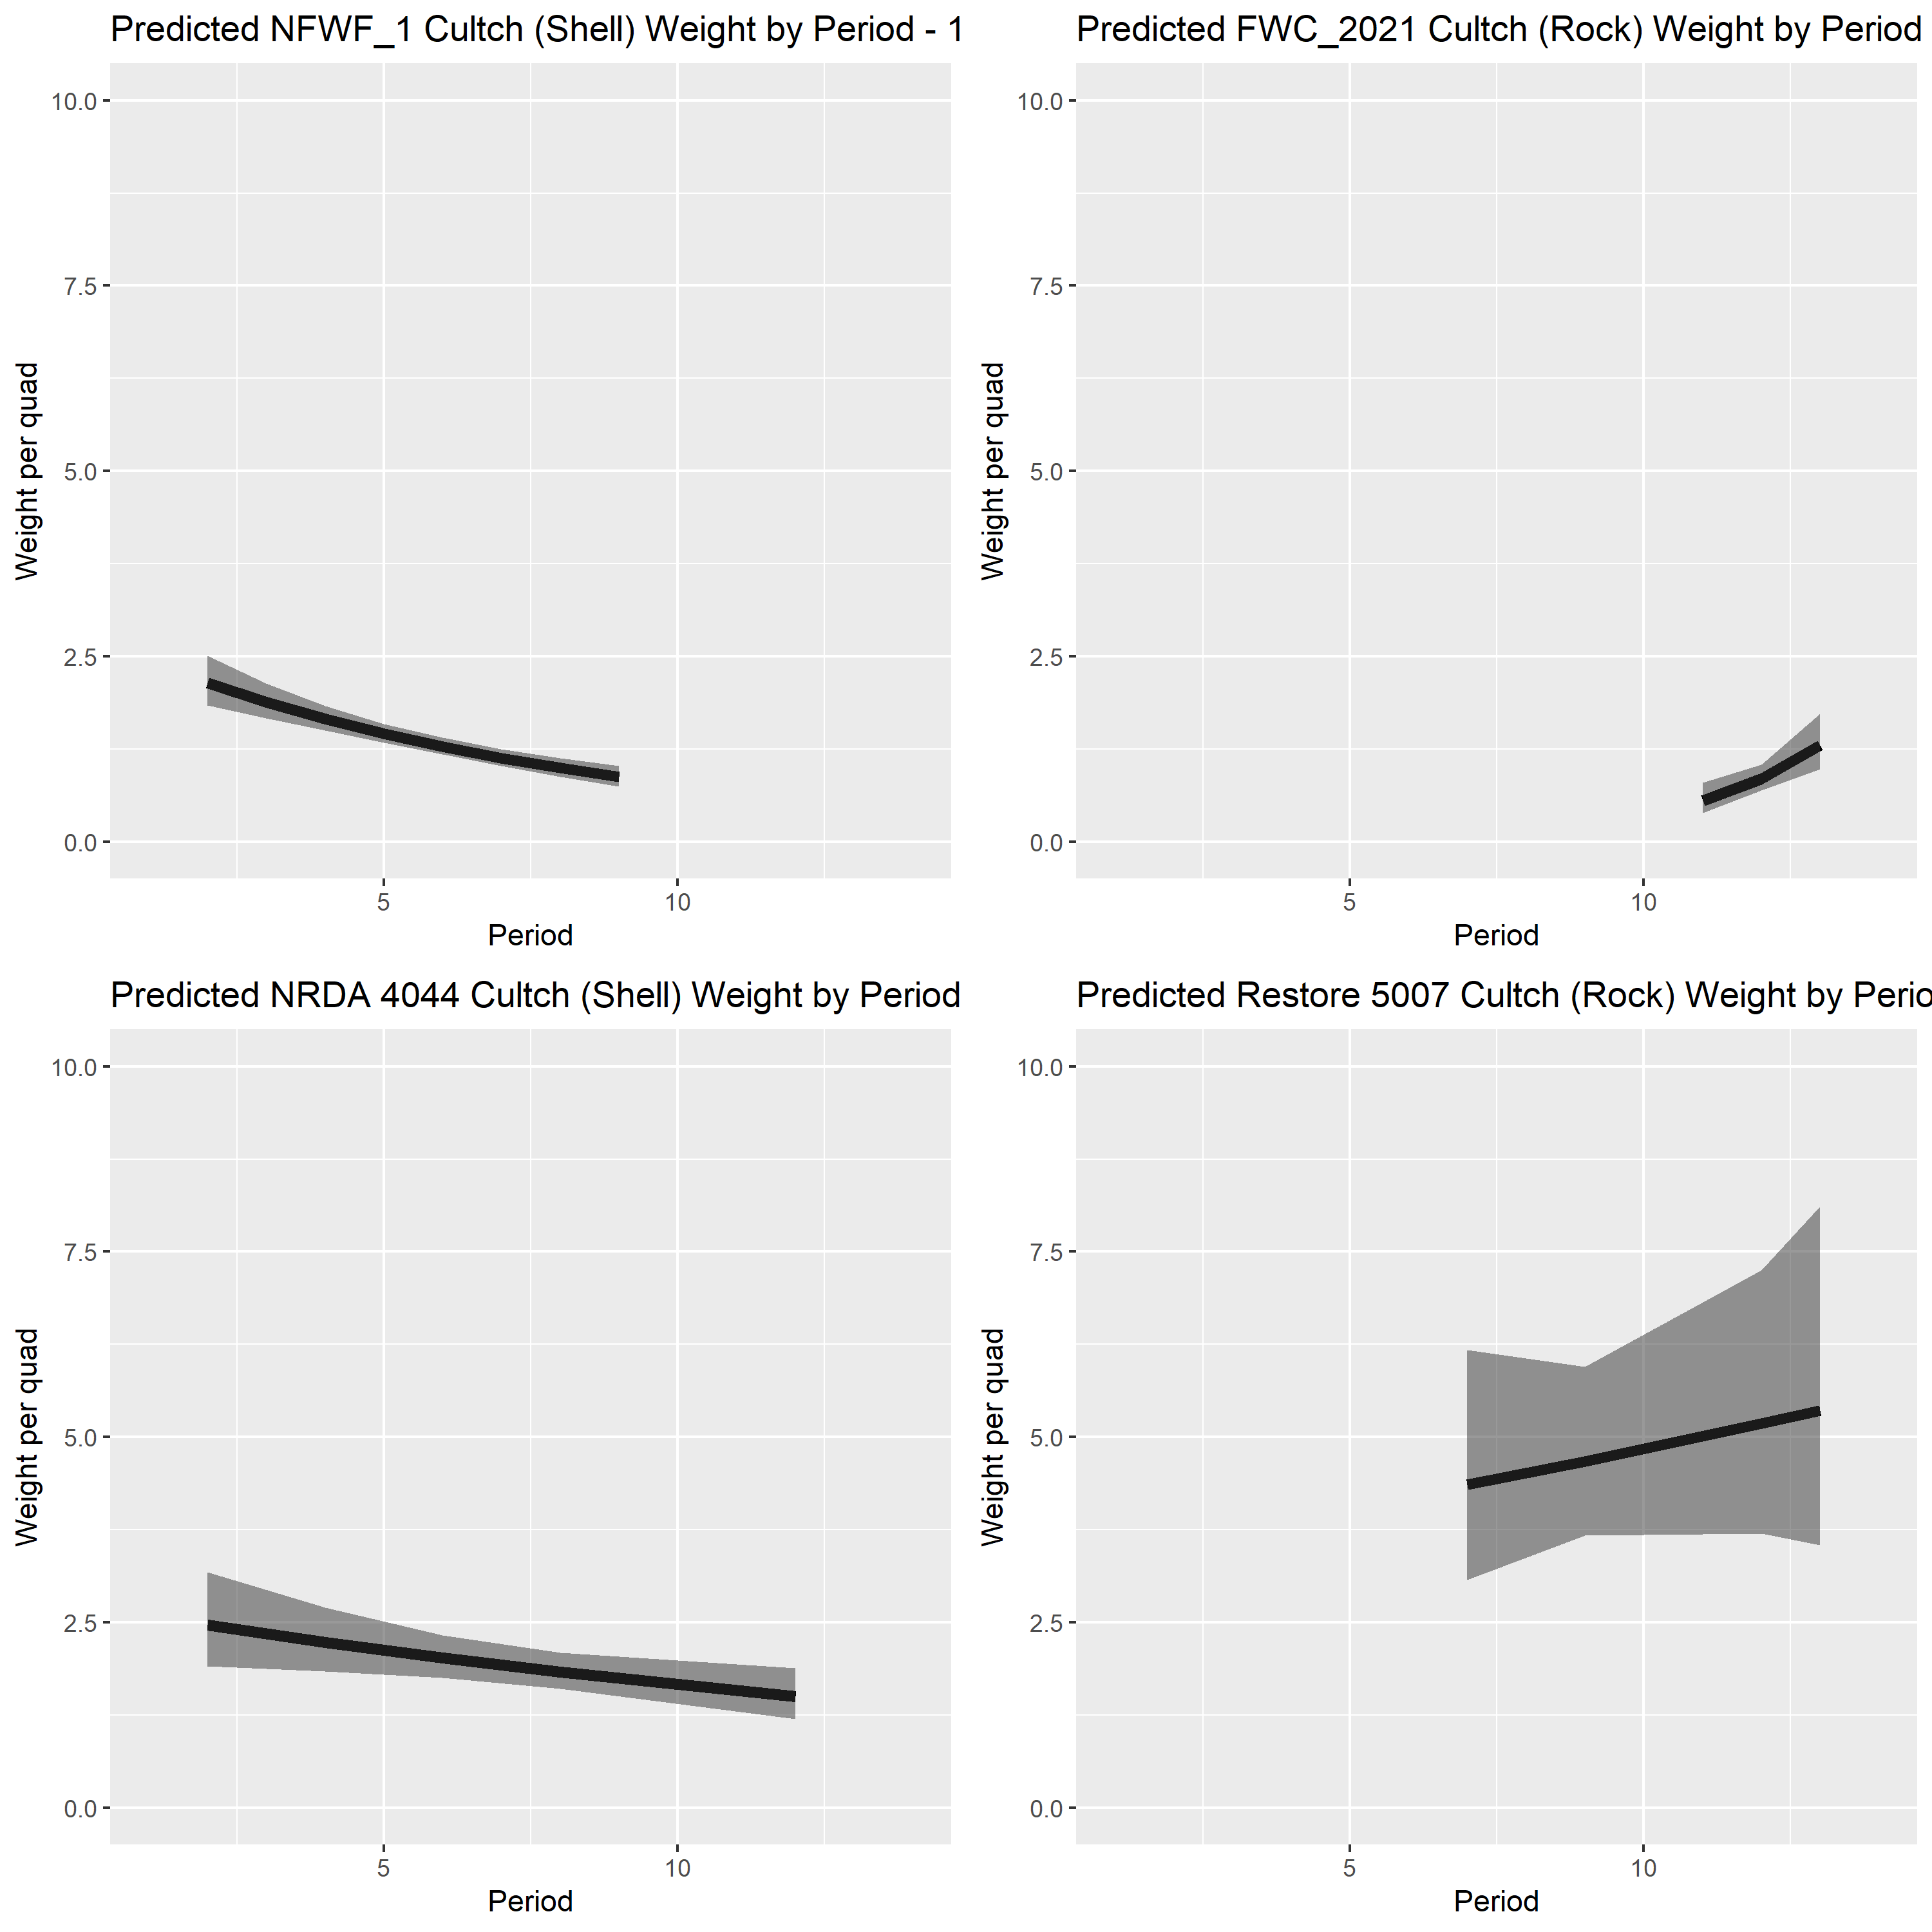 Predicted NFWF_1 Cultch (Shell) Weight by Period - 1
10.0
7.5
5.0
2.5
0.0
Weight per quad
5 10
Period
Predicted FWC_2021 Cultch (Rock) Weight by Period
10.0
7.5
5.0
2.5
0.0
Weight per quad
5 10
Period
Predicted NRDA 4044 Cultch (Shell) Weight by Period
10.0
7.5
5.0
2.5
0.0
Weight per quad
5 10
Period
Predicted Restore 5007 Cultch (Rock) Weight by Perio
10.0
7.5
5.0
2.5
0.0
Weight per quad
5 10
Period